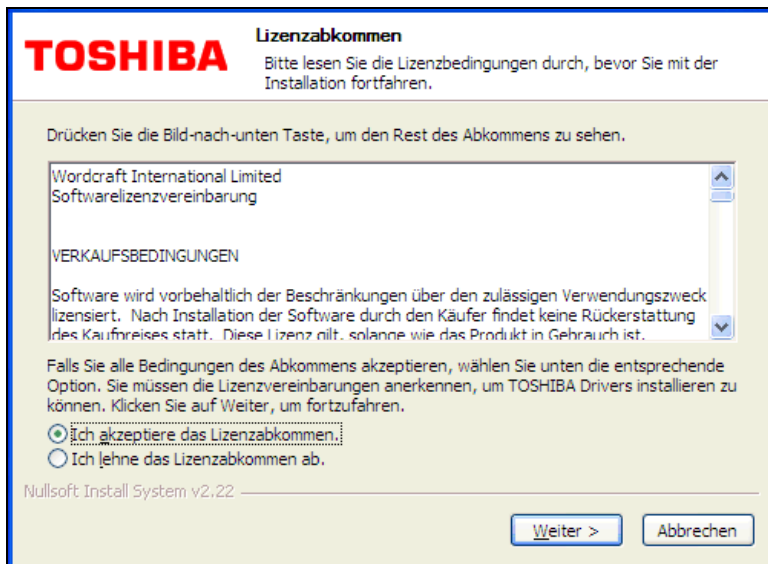 TOSHIBA
Lizenzabkommen
Bitte lesen Sie die Lizenzbedingungen durch, bevor Sie mit der
Installation fortfahren.
Drücken Sie die Bild-nach-unten Taste, um den Rest des Abkommens zu sehen.
Wordcraft International Limited
Softwarelizenzvereinbarung
VERKAUFSBEDINGUNGEN
Software wird vorbehaltlich der Beschränkungen über den zulässigen Verwendungszweck
lizensiert. Nach Installation der Software durch den Käufer findet keine Rückerstattung
des Kaufpreises statt. Diese Lizenz gilt, solange wie das Produkt in Gebrauch ist.
Falls Sie alle Bedingungen des Abkommens akzeptieren, wählen Sie unten die entsprechende
Option. Sie müssen die Lizenzvereinbarungen anerkennen, um TOSHIBA Drivers installieren zu
können. Klicken Sie auf Weiter, um fortzufahren.
Ich akzeptiere das Lizenzabkommen.
Ich lehne das Lizenzabkommen ab.
Nullsoft Install System v2.22
Weiter >
Abbrechen